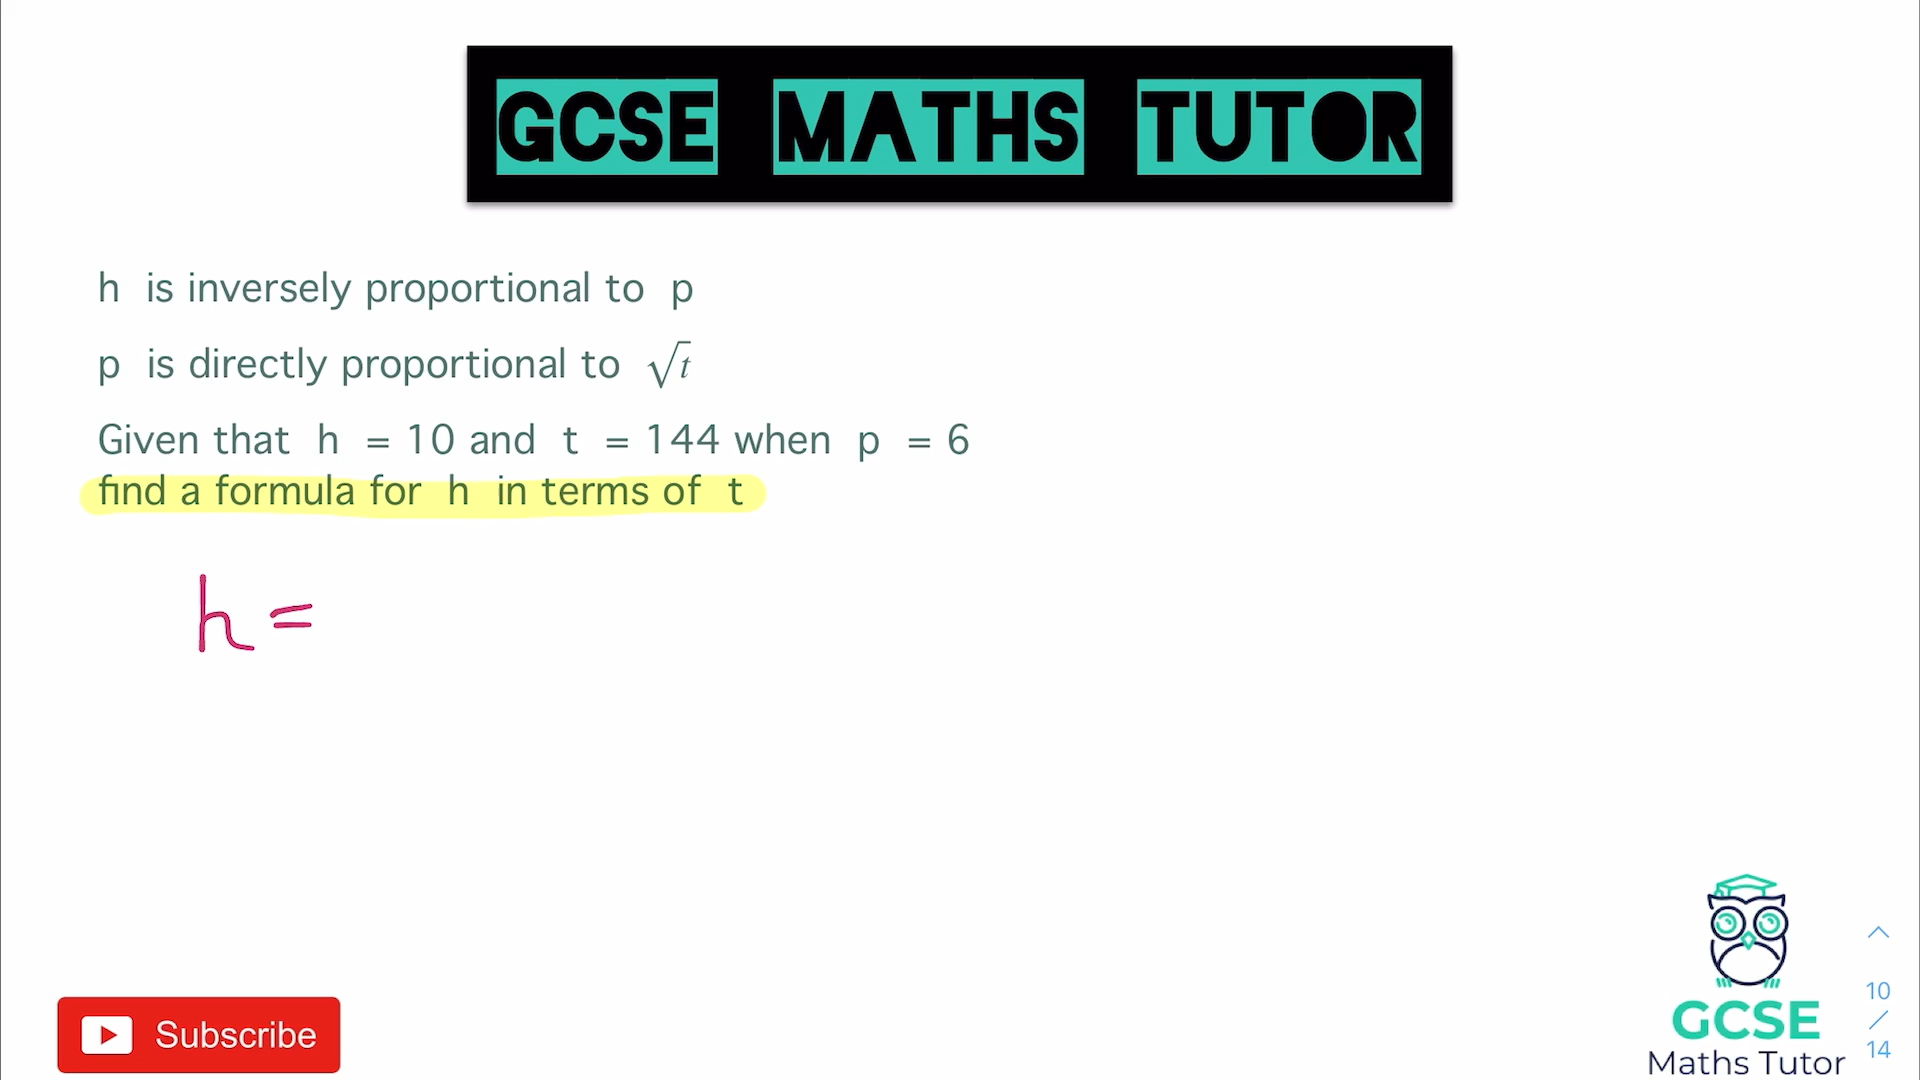 GCSE MATHS TUTOR
h is inversely proportional to p
p is directly proportional to √t
Given that h = 10 and t = 144 when p = 6
find a formula for h in terms of t
h =
Subscribe
GCSE
Maths Tutor
10
/
14